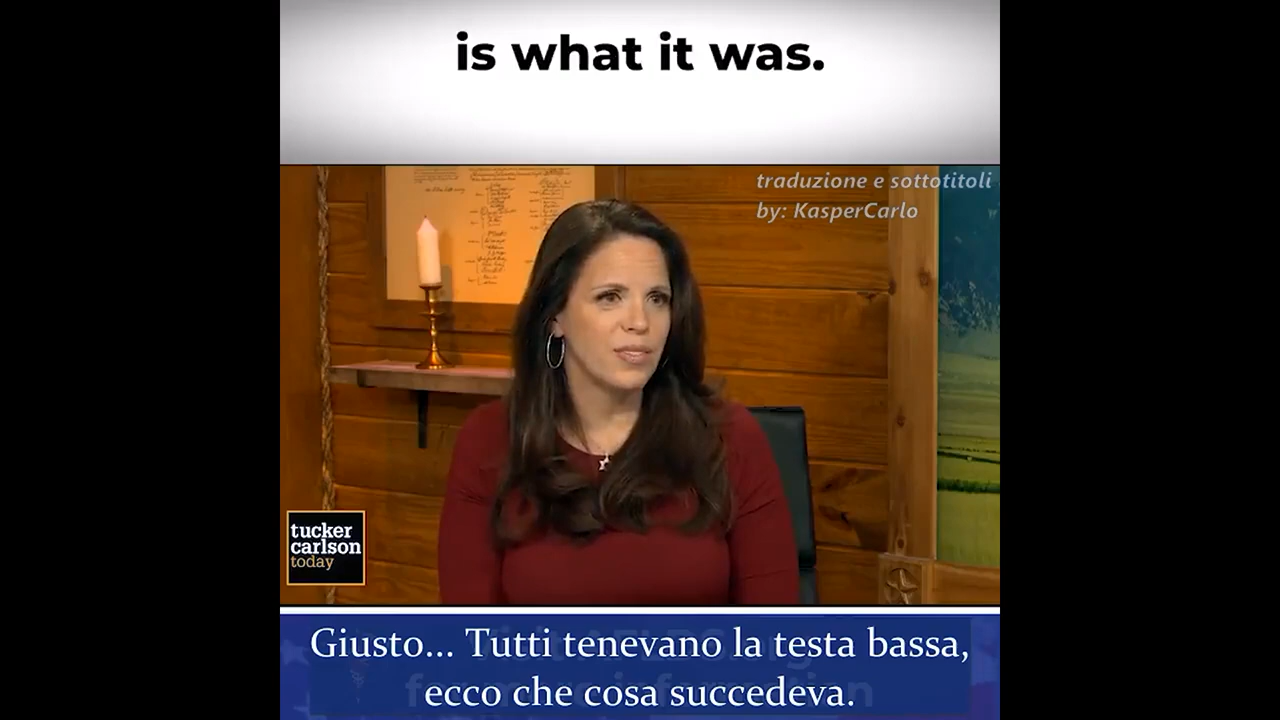 is what it was.
traduzione e sottotitoli
by: KasperCarlo
tucker
carlson
today
Giusto... Tutti tenevano la testa bassa,
ecco che cosa succedeva.